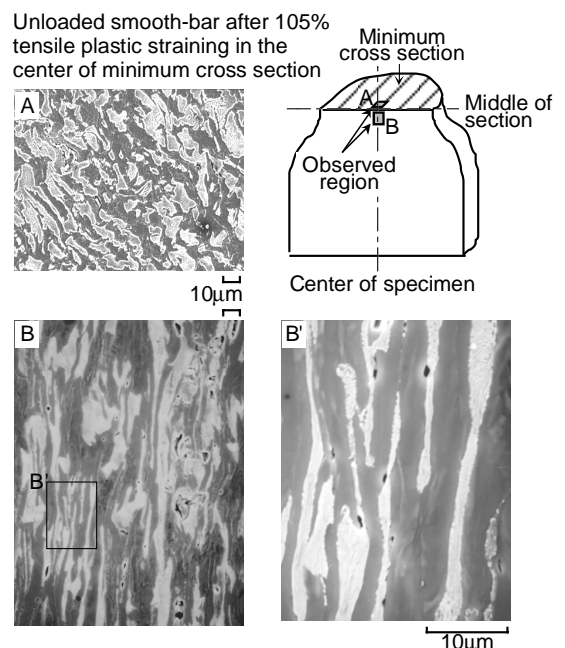 Unloaded smooth-bar after 105%
tensile plastic straining in the
center of minimum cross section
A
Minimum
cross section
A
B
Middle of
section
Observed
region
Center of specimen
10μm
B
B'
B'
10μm